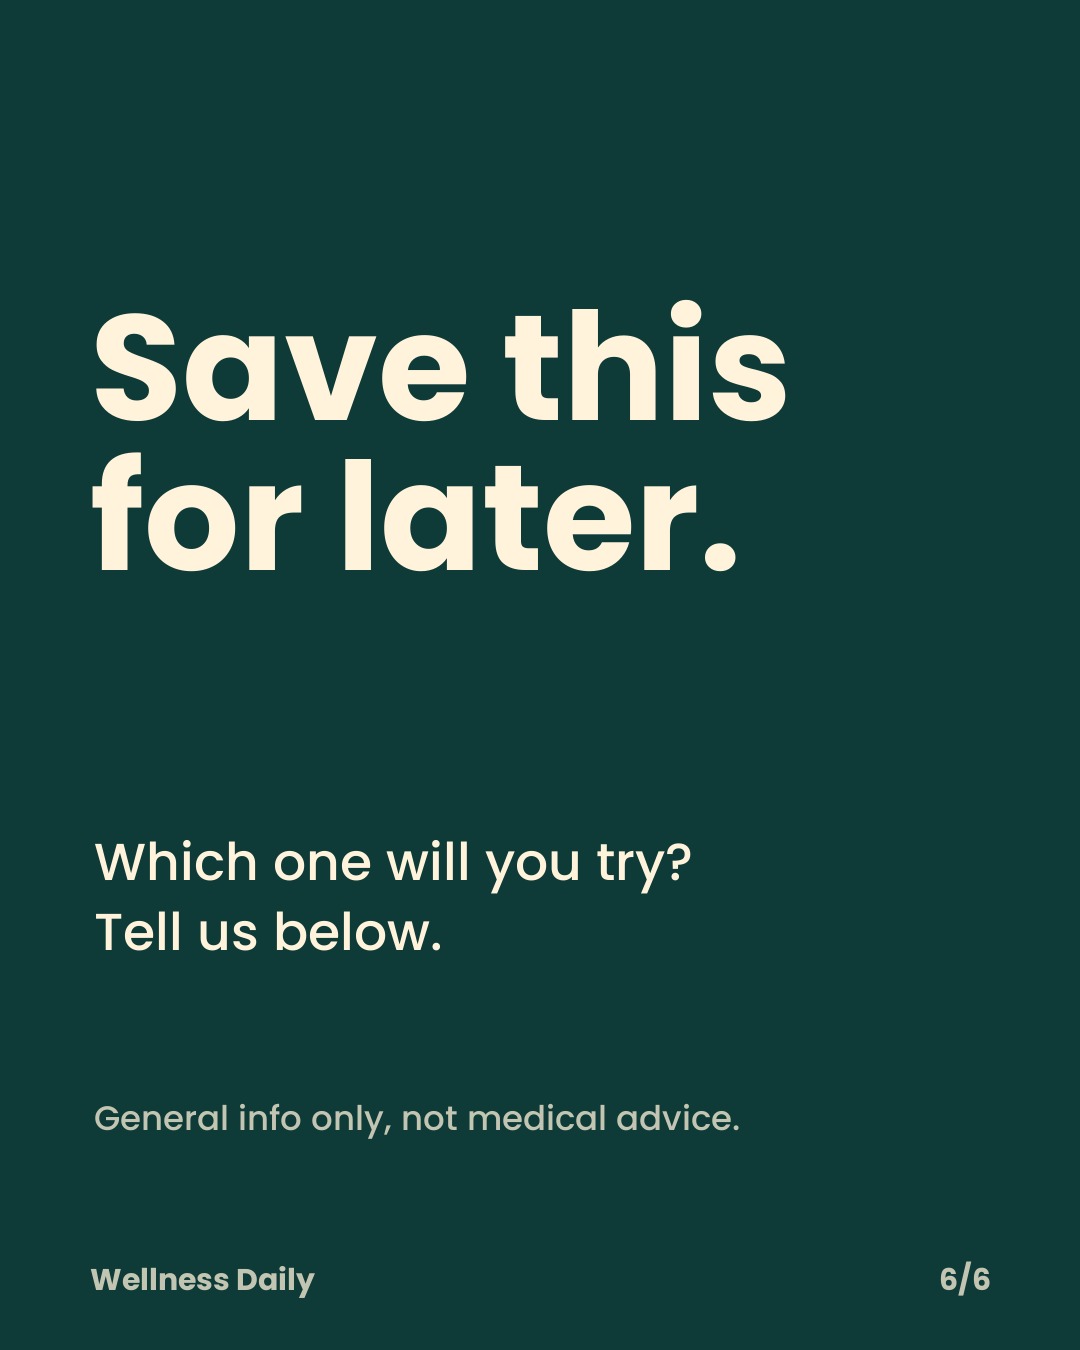 Save this
for later.
Which one will you try?
Tell us below.
General info only, not medical advice.
Wellness Daily
6/6